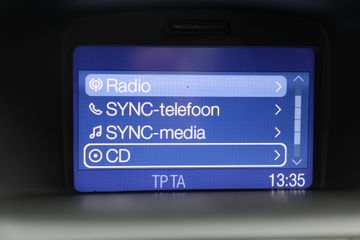 Radio
SYNC-telefoon
SYNC-media
CD
TP TA 13:35